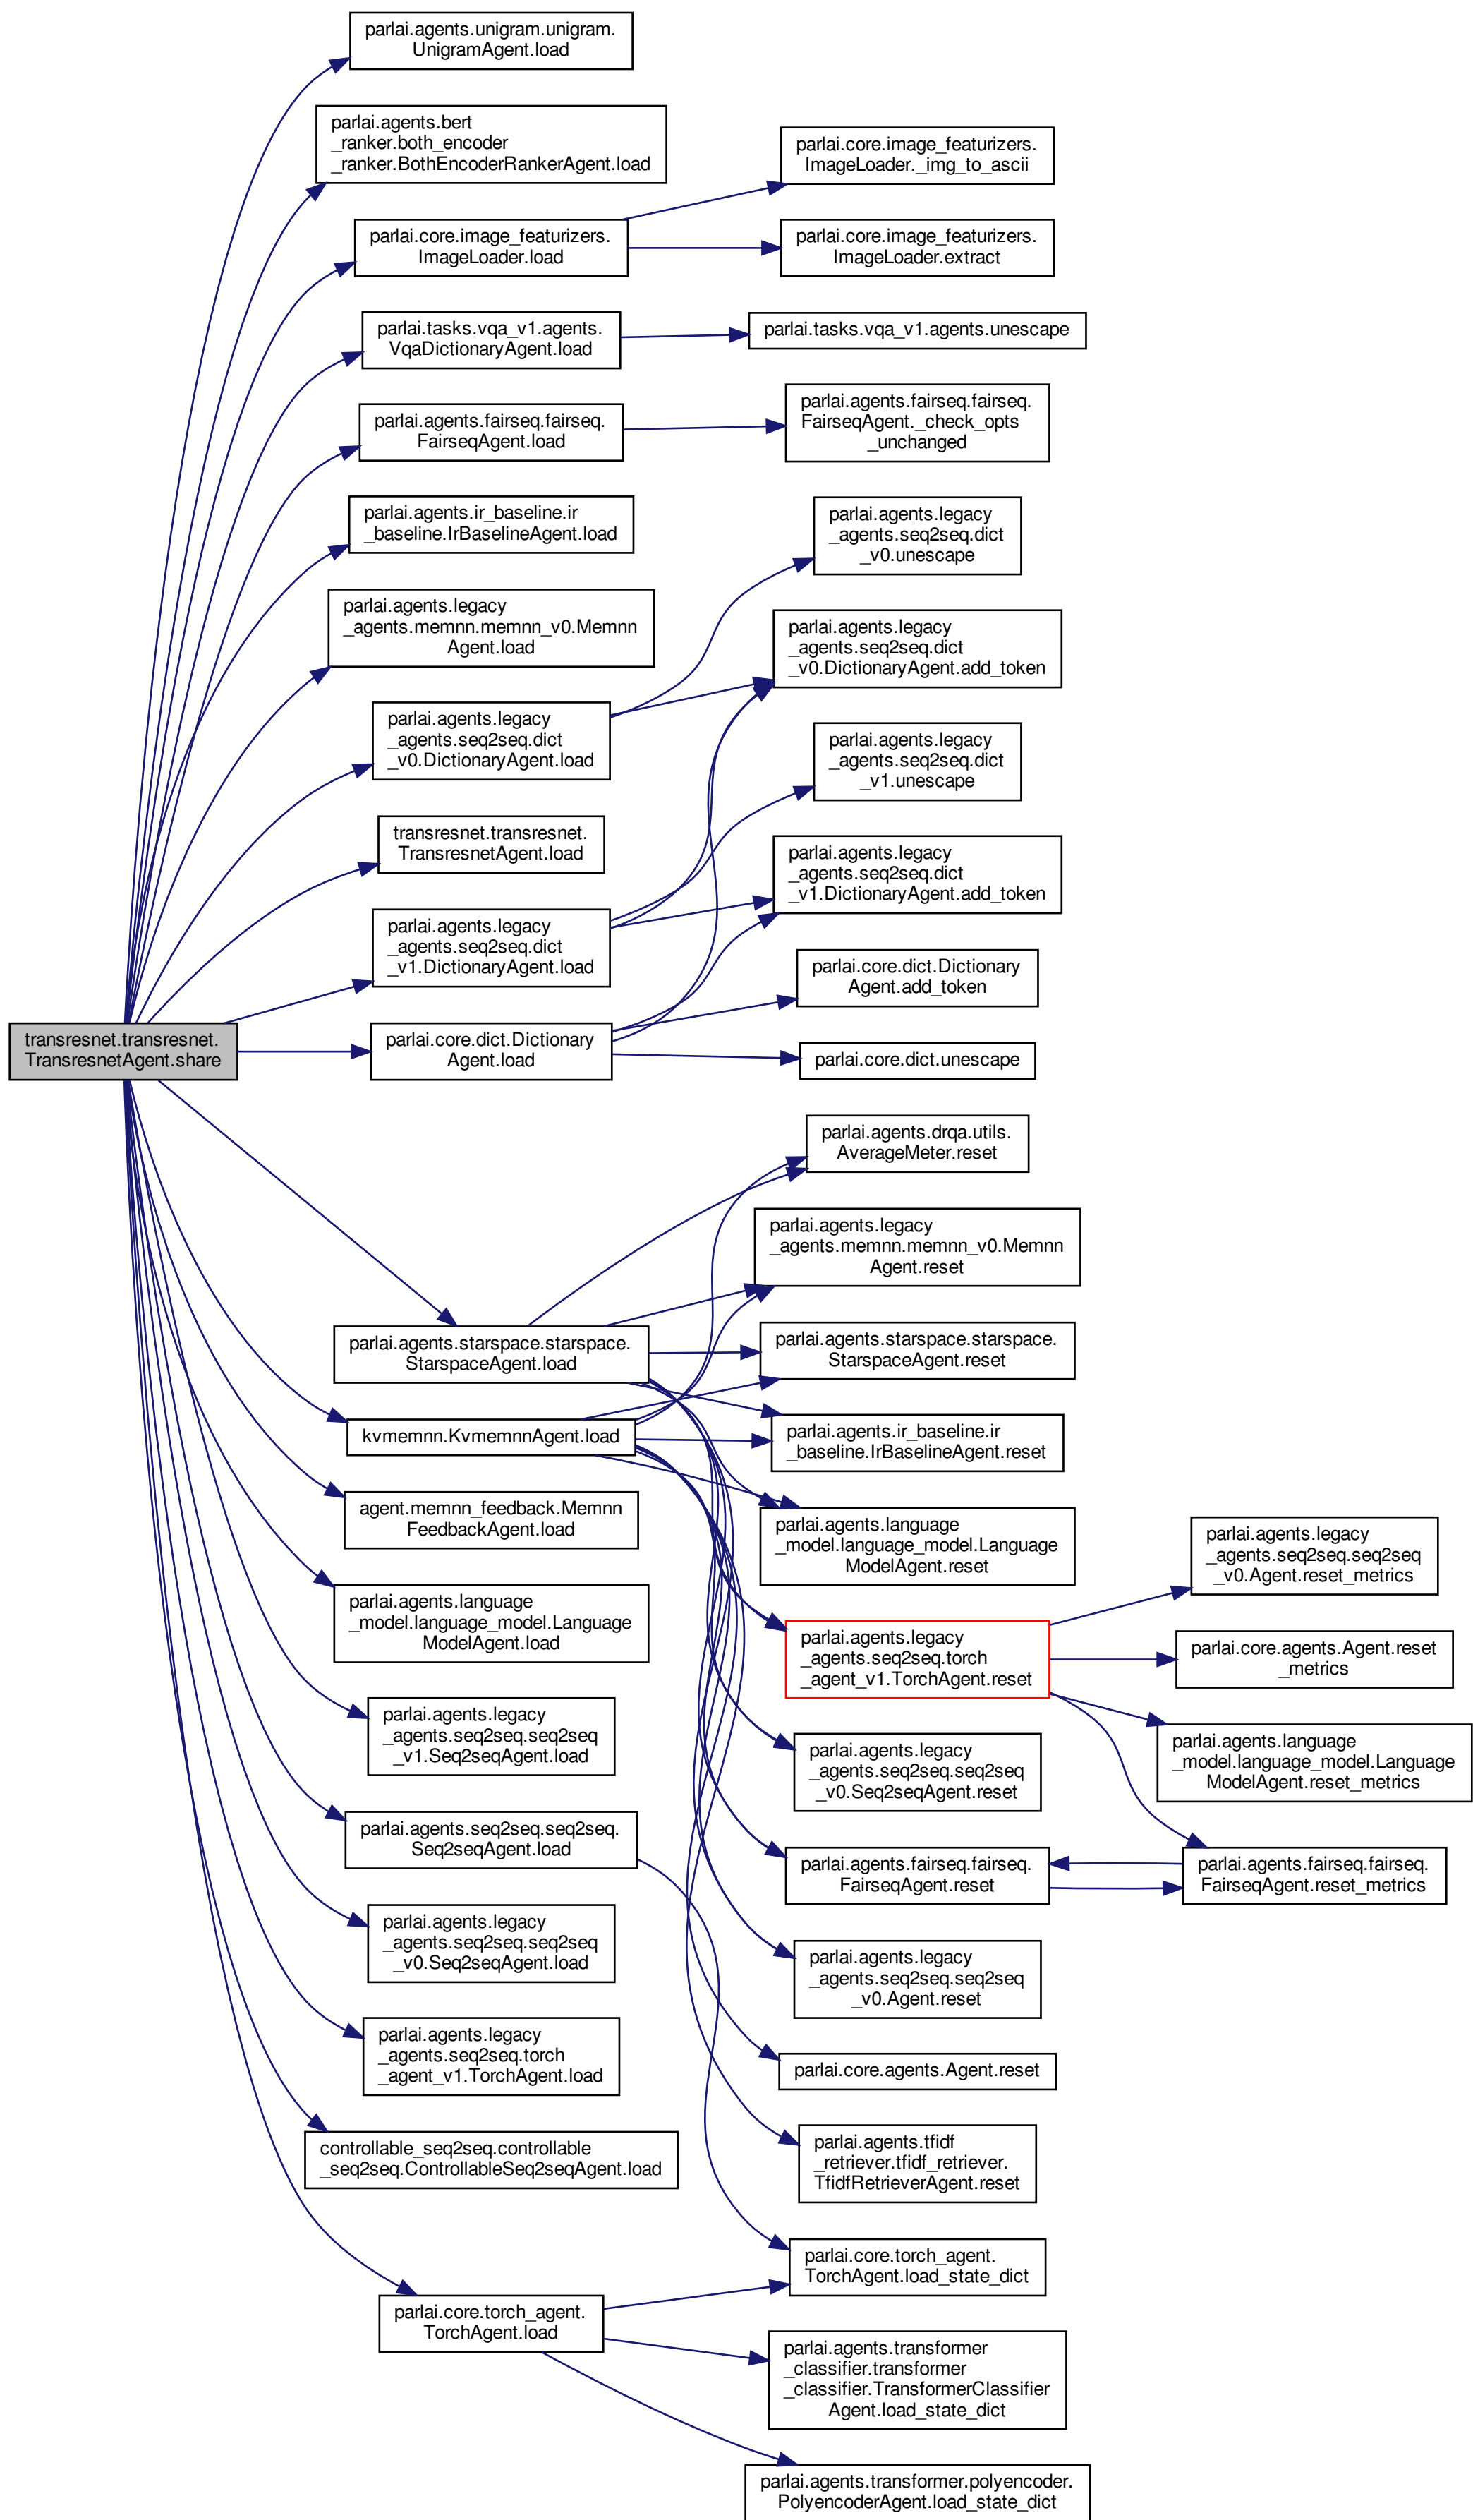 parlai.agents.unigram.unigram.
UnigramAgent.load
parlai.agents.bert
_ranker.both_encoder
_ranker.BothEncoderRankerAgent.load
parlai.core.image_featurizers.
ImageLoader.load
parlai.core.image_featurizers.
ImageLoader._img_to_ascii
parlai.core.image_featurizers.
ImageLoader.extract
parlai.tasks.vqa_v1.agents.
VqaDictionaryAgent.load
parlai.tasks.vqa_v1.agents.unescape
parlai.agents.fairseq.fairseq.
FairseqAgent.load
parlai.agents.fairseq.fairseq.
FairseqAgent._check_opts
_unchanged
parlai.agents.ir_baseline.ir
_baseline.IrBaselineAgent.load
parlai.agents.legacy
_agents.seq2seq.dict
_v0.unescape
parlai.agents.legacy
_agents.memnn.memnn_v0.Memnn
Agent.load
parlai.agents.legacy
_agents.seq2seq.dict
_v0.DictionaryAgent.add_token
parlai.agents.legacy
_agents.seq2seq.dict
_v0.DictionaryAgent.load
parlai.agents.legacy
_agents.seq2seq.dict
_v1.unescape
transresnet.transresnet.
TransresnetAgent.load
parlai.agents.legacy
_agents.seq2seq.dict
_v1.DictionaryAgent.add_token
parlai.agents.legacy
_agents.seq2seq.dict
_v1.DictionaryAgent.load
parlai.core.dict.Dictionary
Agent.add_token
transresnet.transresnet.
TransresnetAgent.share
parlai.core.dict.Dictionary
Agent.load
parlai.core.dict.unescape
parlai.agents.drqa.utils.
AverageMeter.reset
parlai.agents.legacy
_agents.memnn.memnn_v0.Memnn
Agent.reset
parlai.agents.starspace.starspace.
StarspaceAgent.load
parlai.agents.starspace.starspace.
StarspaceAgent.reset
kvmemnn.KvmemnnAgent.load
parlai.agents.ir_baseline.ir
_baseline.IrBaselineAgent.reset
agent.memnn_feedback.Memnn
FeedbackAgent.load
parlai.agents.language
_model.language_model.Language
ModelAgent.reset
parlai.agents.legacy
_agents.seq2seq.seq2seq
_v0.Agent.reset_metrics
parlai.agents.language
_model.language_model.Language
ModelAgent.load
parlai.agents.legacy
_agents.seq2seq.torch
_agent_v1.TorchAgent.reset
parlai.core.agents.Agent.reset
_metrics
parlai.agents.legacy
_agents.seq2seq.seq2seq
_v1.Seq2seqAgent.load
parlai.agents.legacy
_agents.seq2seq.seq2seq
_v0.Seq2seqAgent.reset
parlai.agents.language
_model.language_model.Language
ModelAgent.reset_metrics
parlai.agents.seq2seq.seq2seq.
Seq2seqAgent.load
parlai.agents.fairseq.fairseq.
FairseqAgent.reset
parlai.agents.fairseq.fairseq.
FairseqAgent.reset_metrics
parlai.agents.legacy
_agents.seq2seq.seq2seq
_v0.Seq2seqAgent.load
parlai.agents.legacy
_agents.seq2seq.seq2seq
_v0.Agent.reset
parlai.agents.legacy
_agents.seq2seq.torch
_agent_v1.TorchAgent.load
parlai.core.agents.Agent.reset
controllable_seq2seq.controllable
_seq2seq.ControllableSeq2seqAgent.load
parlai.agents.tfidf
_retriever.tfidf_retriever.
TfidfRetrieverAgent.reset
parlai.core.torch_agent.
TorchAgent.load_state_dict
parlai.core.torch_agent.
TorchAgent.load
parlai.agents.transformer
_classifier.transformer
_classifier.TransformerClassifier
Agent.load_state_dict
parlai.agents.transformer.polyencoder.
PolyencoderAgent.load_state_dict